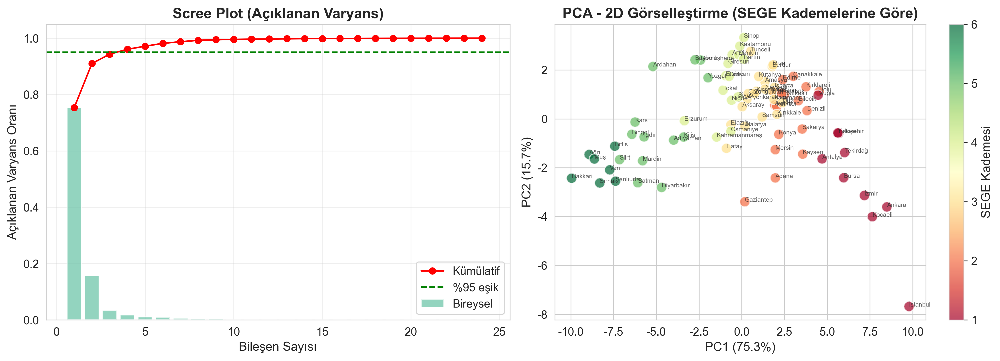 Scree Plot (Açıklanan Varyans)
Açıklanan Varyans Oranı
1.0
0.8
0.6
0.4
0.2
0.0
0
5
10
15
20
25
Bileşen Sayısı
Kümülatif
%95 eşik
Bireysel
PCA - 2D Görselleştirme (SEGE Kademelerine Göre)
PC2 (15.7%)
2
0
-2
-4
-6
-8
-10.0
-7.5
-5.0
-2.5
0.0
2.5
5.0
7.5
10.0
PC1 (75.3%)
Sinop
Kastamonu
Tunceli
Bartın
Giresun
Ardahan
Rize
Burdur
Yozgat
Kütahya
Çanakkale
Edirne
Amasya
Kırklareli
Isparta
Tokat
Bolu
Muğla
Sivas
Niğde
Balıkesir
Bilecik
Düzce
Manisa
Aksaray
Denizli
Kırıkkale
Samsun
Kars
Erzurum
Elazığ
Malatya
Osmaniye
Sakarya
Bingöl
Iğdır
Kilis
Adıyaman
Kahramanmaraş
Konya
Eskişehir
Bitlis
Hatay
Mersin
Kayseri
Tekirdağ
Ağrı
Muş
Siirt
Mardin
Antalya
Van
Hakkari
Şırnak
Şanlıurfa
Batman
Diyarbakır
Adana
Bursa
Gaziantep
İzmir
Ankara
Kocaeli
İstanbul
6
5
4
3
2
1
SEGE Kademesi